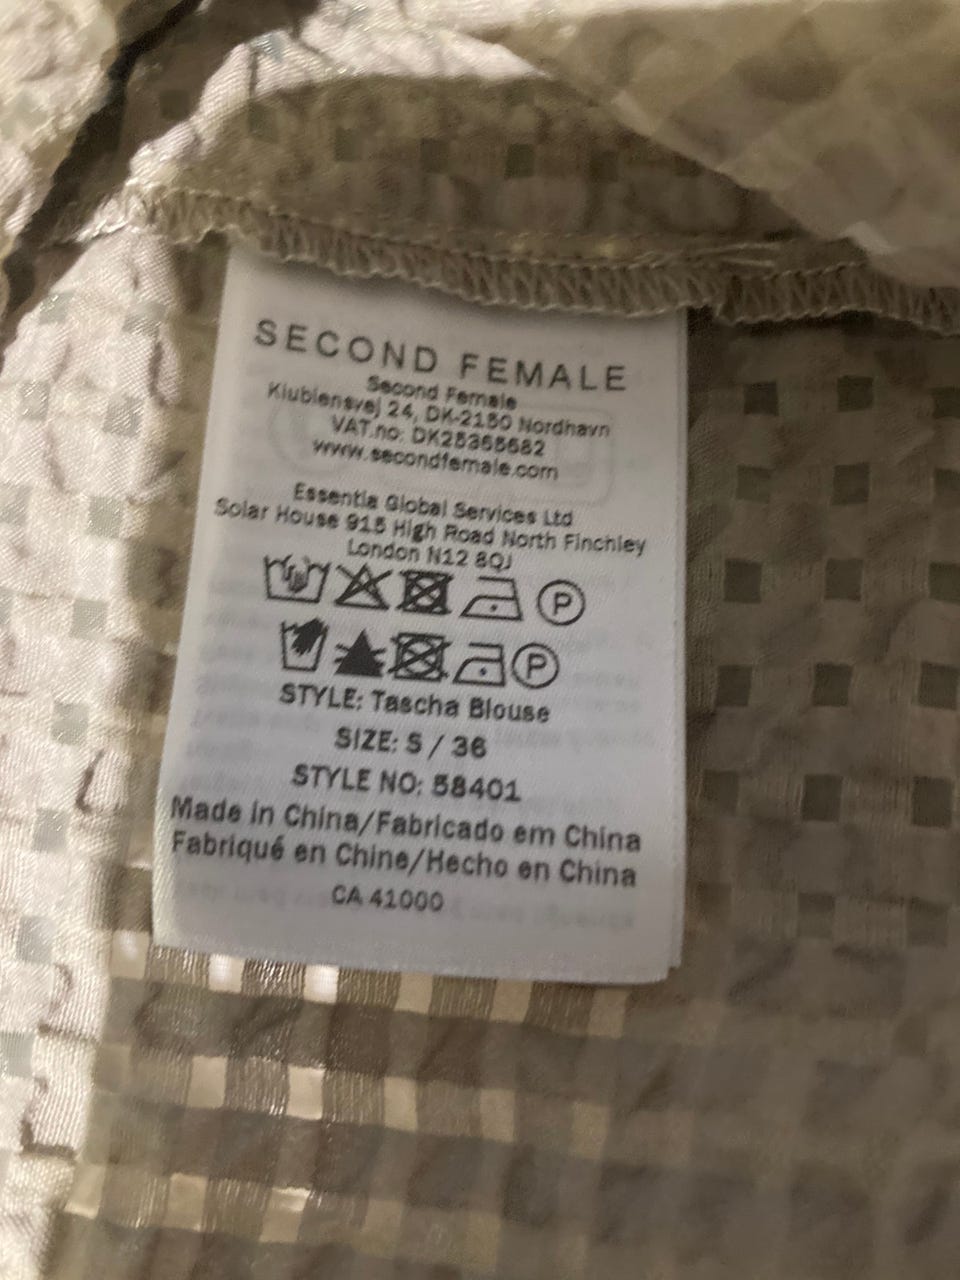 SECOND FEMALE
Second Female
Klubiensvej 24, DK-2150 Nordhavn
VAT.no: DK25365682
www.secondfemale.com
Essentia Global Services Ltd
Solar House 915 High Road North Finchley
London N12 8QJ
P
P
STYLE: Tascha Blouse
SIZE: S / 36
STYLE NO: 58401
Made in China/Fabricado em China
Fabriqué en Chine/Hecho en China
CA 41000